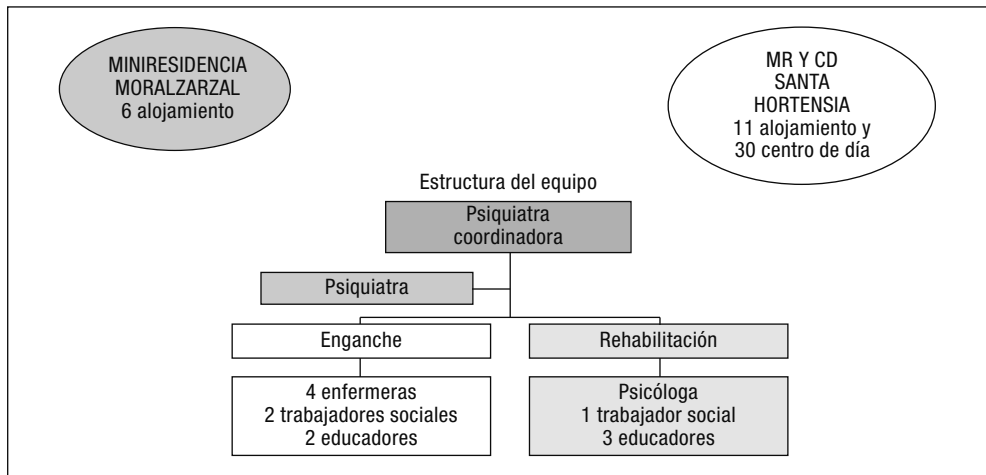 MINIRESIDENCIA
MORALZARZAL
6 alojamiento
MR Y CD
SANTA
HORTENSIA
11 alojamiento y
30 centro de día
Estructura del equipo
Psiquiatra
coordinadora
Psiquiatra
Enganche
Rehabilitación
4 enfermeras
2 trabajadores sociales
2 educadores
Psicóloga
1 trabajador social
3 educadores